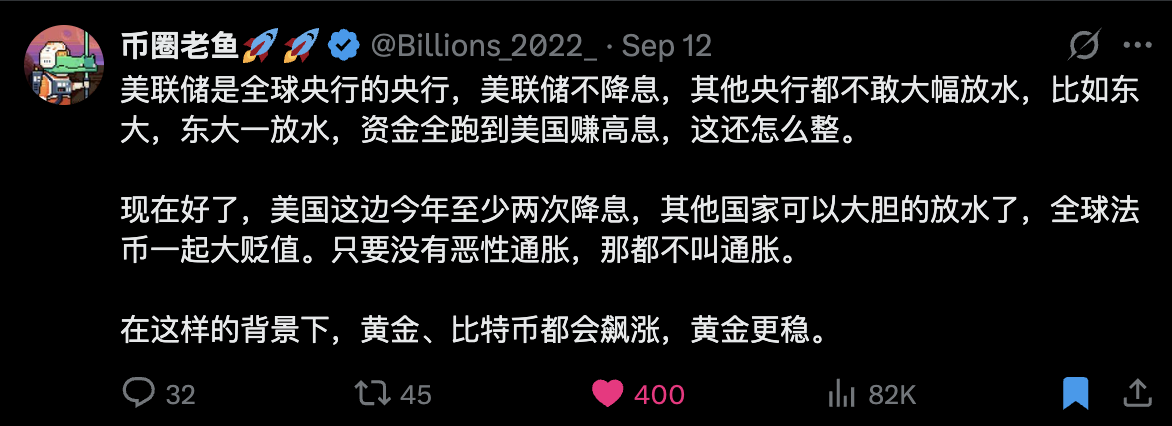 币圈老鱼🚀🚀 @Billions_2022_ · Sep 12
美联储是全球央行的央行，美联储不降息，其他央行都不敢大幅放水，比如东
大，东大一放水，资金全跑到美国赚高息，这还怎么整。
现在好了，美国这边今年至少两次降息，其他国家可以大胆的放水了，全球法
币一起大贬值。只要没有恶性通胀，那都不叫通胀。
在这样的背景下，黄金、比特币都会飙涨，黄金更稳。
32 45 400 82K